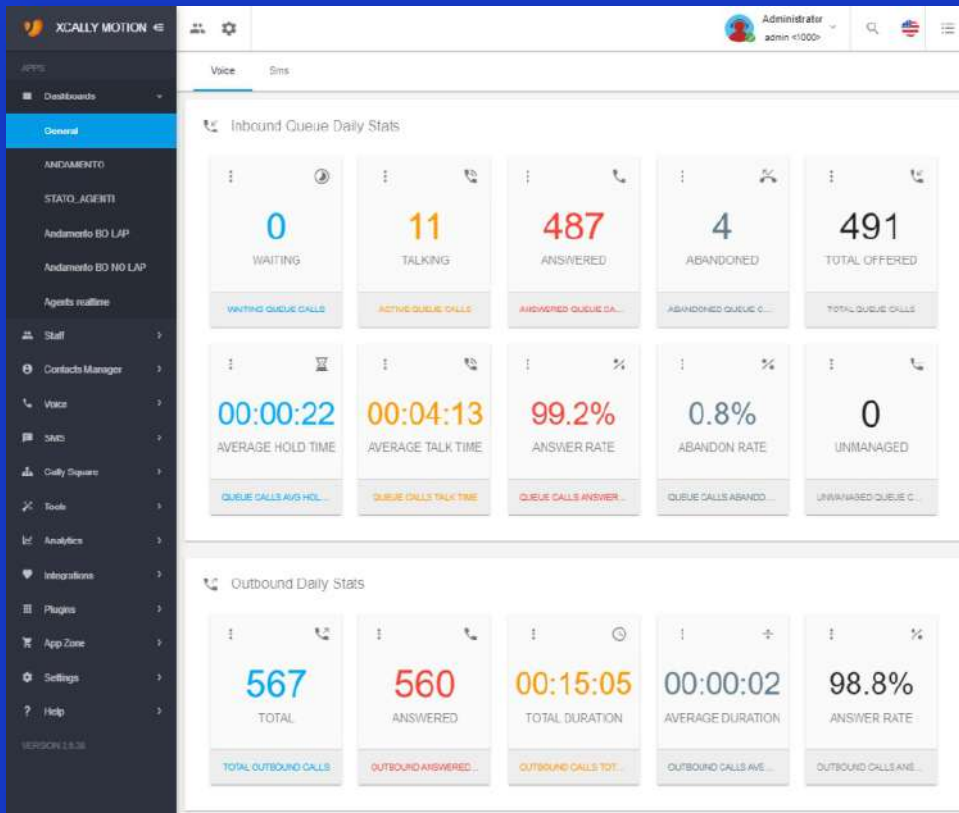 XCALLY MOTION
Administrator
admin <1000>
APPS
Dashboards
General
ANDAMENTO
STATO_AGENTI
Andamento BO LAP
Andamento BO NO LAP
Agents realtime
Staff
Contacts Manager
Voice
SMS
Cally Square
Tools
Analytics
Integrations
Plugins
App Zone
Settings
Help
Voice Sms
Inbound Queue Daily Stats
0 11 487 4 491
WAITING TALKING ANSWERED ABANDONED TOTAL OFFERED
WAITING QUEUE CALLS ACTIVE QUEUE CALLS ANSWERED QUEUE CA... ABANDONED QUEUE C... TOTAL QUEUE CALLS
00:00:22 00:04:13 99.2% 0.8% 0
AVERAGE HOLD TIME AVERAGE TALK TIME ANSWER RATE ABANDON RATE UNMANAGED
QUEUE CALLS AVG HOL... QUEUE CALLS TALK TIME QUEUE CALLS ANSWER... QUEUE CALLS ABANDO... UNMANAGED QUEUE C...
Outbound Daily Stats
567 560 00:15:05 00:00:02 98.8%
TOTAL ANSWERED TOTAL DURATION AVERAGE DURATION ANSWER RATE
TOTAL OUTBOUND CALLS OUTBOUND ANSWERED... OUTBOUND CALLS TOT... OUTBOUND CALLS AVE... OUTBOUND CALLS ANS...